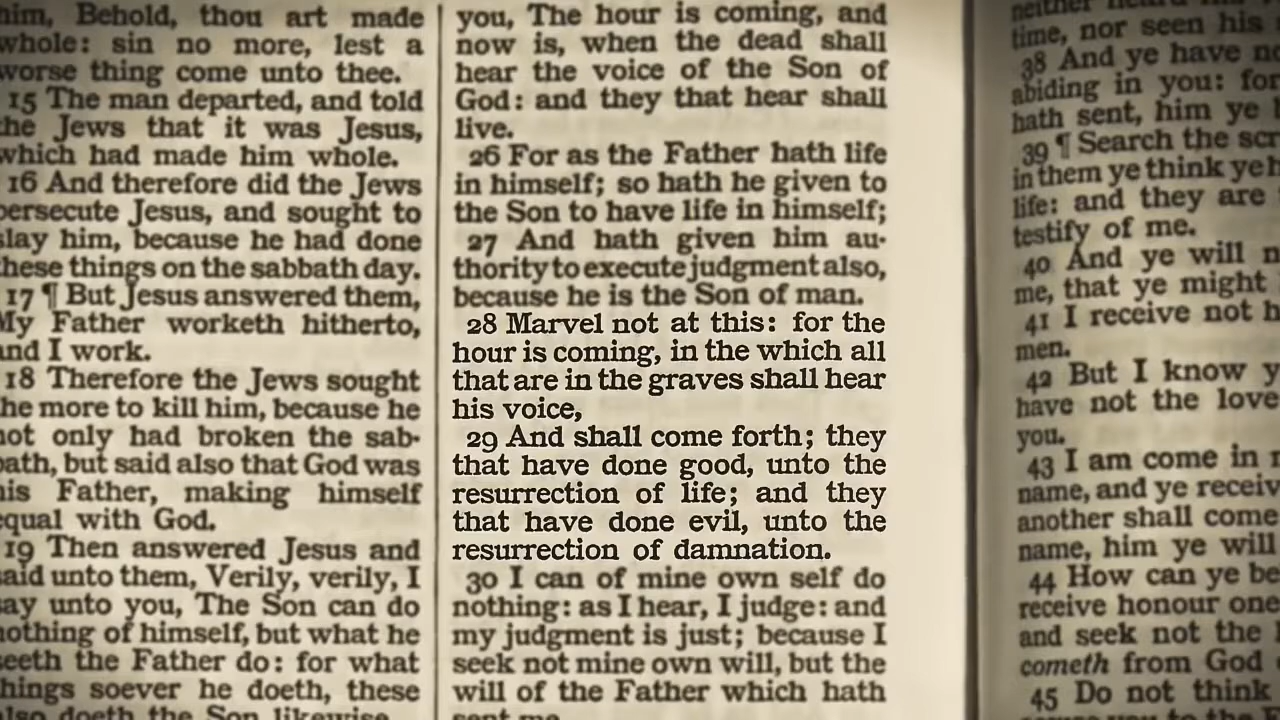 him, Behold, thou art made
whole: sin no more, lest a
worse thing come unto thee.
15 The man departed, and told
the Jews that it was Jesus,
which had made him whole.
16 And therefore did the Jews
persecute Jesus, and sought to
slay him, because he had done
these things on the sabbath day.
17 ¶ But Jesus answered them,
My Father worketh hitherto,
and I work.
18 Therefore the Jews sought
the more to kill him, because he
not only had broken the sab-
bath, but said also that God was
his Father, making himself
equal with God.
19 Then answered Jesus and
said unto them, Verily, verily, I
say unto you, The Son can do
nothing of himself, but what he
seeth the Father do: for what
things soever he doeth, these
also doeth the Son likewise.
you, The hour is coming, and
now is, when the dead shall
hear the voice of the Son of
God: and they that hear shall
live.
26 For as the Father hath life
in himself; so hath he given to
the Son to have life in himself;
27 And hath given him au-
thority to execute judgment also,
because he is the Son of man.
28 Marvel not at this: for the
hour is coming, in the which all
that are in the graves shall hear
his voice,
29 And shall come forth; they
that have done good, unto the
resurrection of life; and they
that have done evil, unto the
resurrection of damnation.
30 I can of mine own self do
nothing: as I hear, I judge: and
my judgment is just; because I
seek not mine own will, but the
will of the Father which hath
sent me.
neither heard his
time, nor seen his
38 And ye have no
abiding in you: for
hath sent, him ye
39 ¶ Search the scr
in them ye think ye h
life: and they are
testify of me.
40 And ye will n
me, that ye might
41 I receive not h
men.
42 But I know y
have not the love
you.
43 I am come in
name, and ye receiv
another shall come
name, him ye will
44 How can ye be
receive honour one
and seek not the
cometh from God
45 Do not think